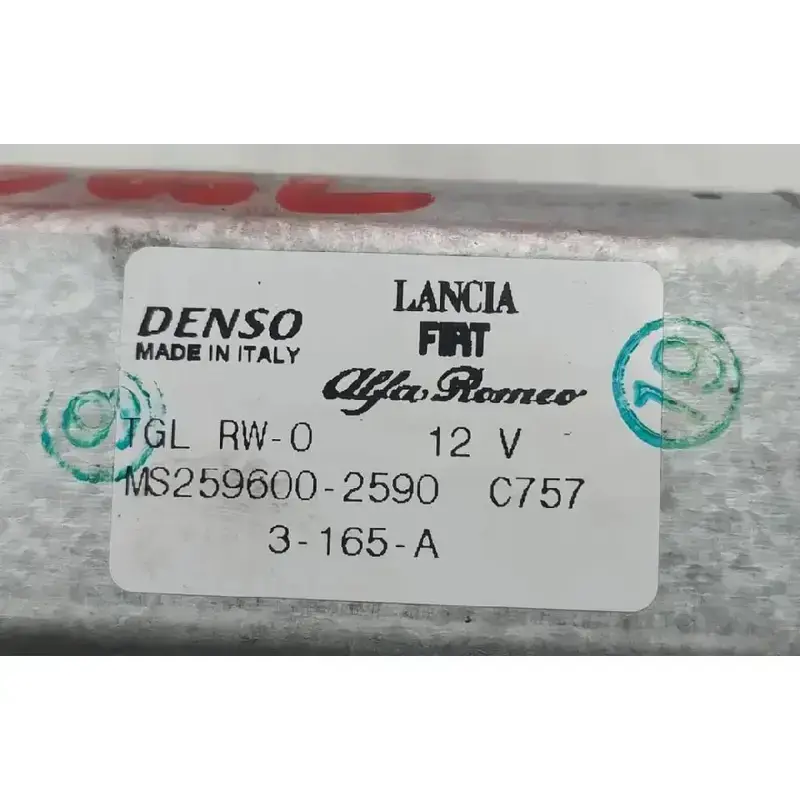 DENSO
MADE IN ITALY
LANCIA
FIAT
Alfa Romeo
TGL RW-0 12 V
MS259600-2590 C757
3-165-A